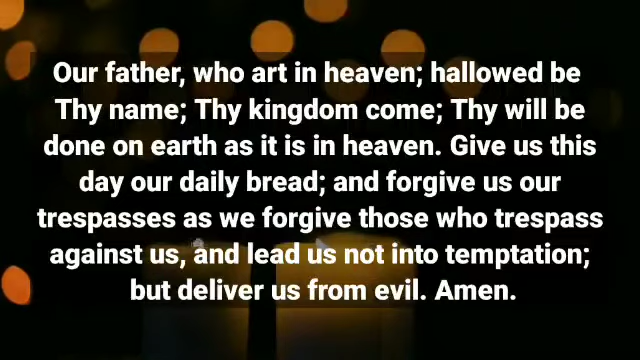 Our father, who art in heaven; hallowed be
Thy name; Thy kingdom come; Thy will be
done on earth as it is in heaven. Give us this
day our daily bread; and forgive us our
trespasses as we forgive those who trespass
against us, and lead us not into temptation;
but deliver us from evil. Amen.